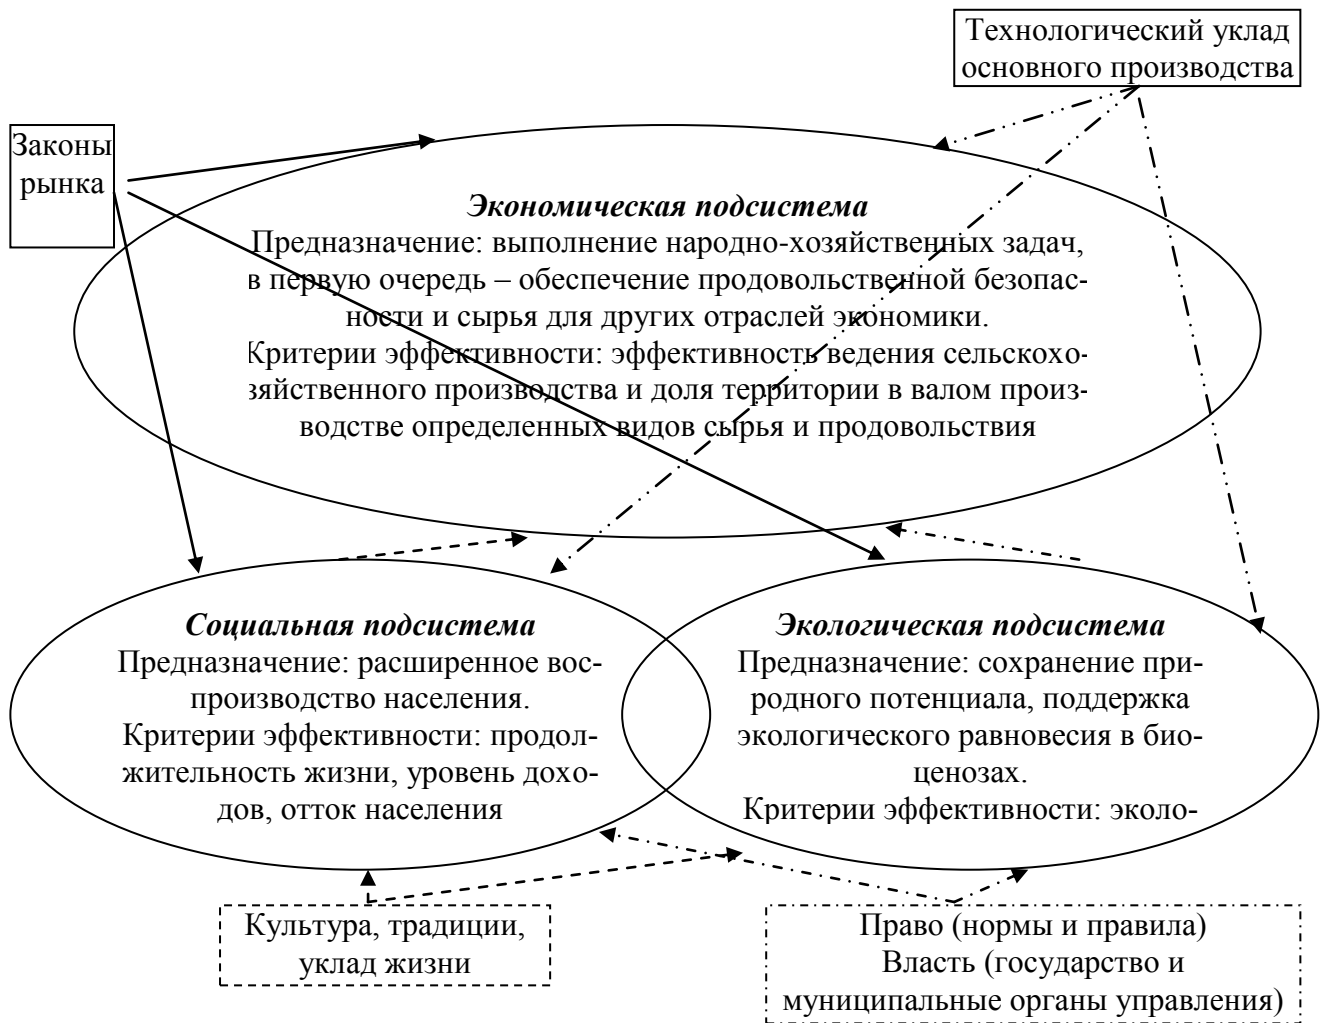 Технологический уклад
основного производства
Законы
рынка
Экономическая подсистема
Предназначение: выполнение народно-хозяйственных задач,
в первую очередь – обеспечение продовольственной безопас-
ности и сырья для других отраслей экономики.
Критерии эффективности: эффективность ведения сельскохо-
зяйственного производства и доля территории в валом произ-
водстве определенных видов сырья и продовольствия
Социальная подсистема
Предназначение: расширенное вос-
производство населения.
Критерии эффективности: продол-
жительность жизни, уровень дохо-
дов, отток населения
Экологическая подсистема
Предназначение: сохранение при-
родного потенциала, поддержка
экологического равновесия в био-
ценозах.
Критерии эффективности: эколо-
Культура, традиции,
уклад жизни
Право (нормы и правила)
Власть (государство и
муниципальные органы управления)